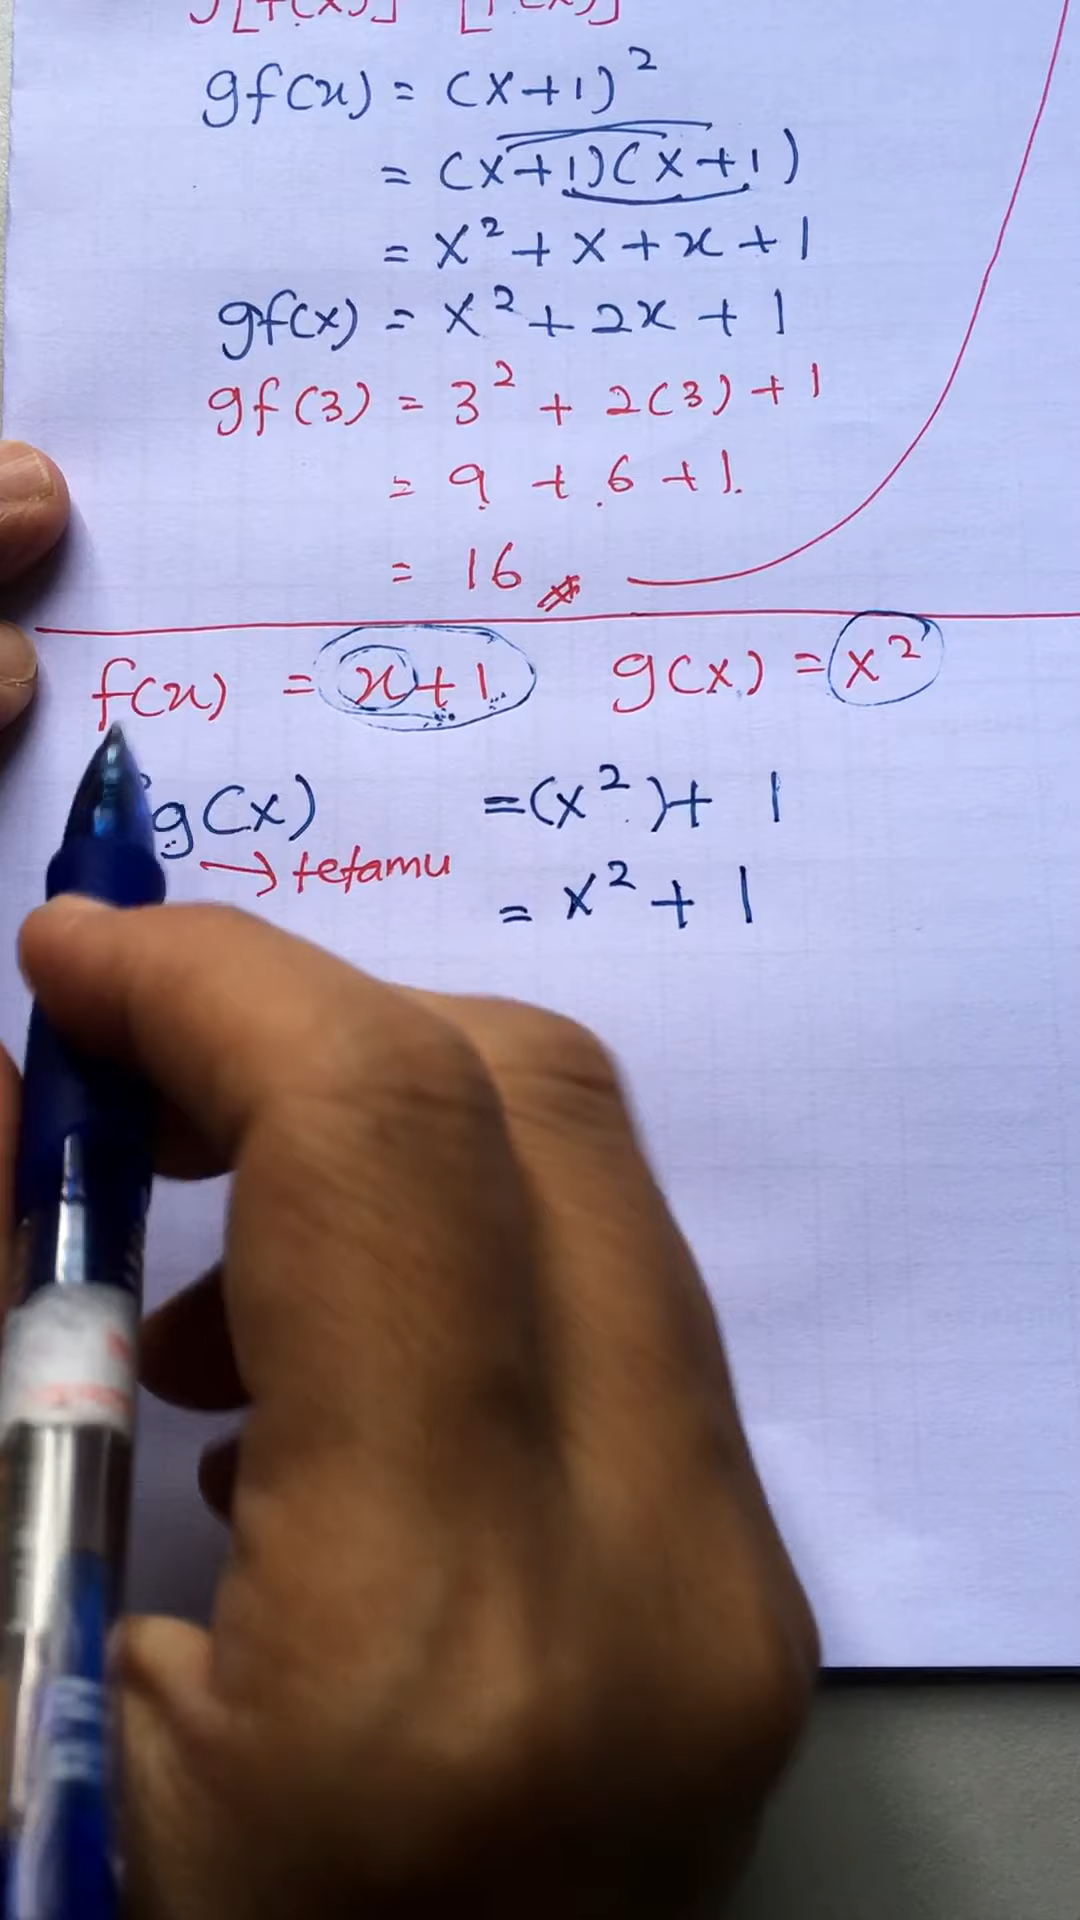 gf(x) = (x+1)²
= (x+1)(x+1)
= x² + x + x + 1
gf(x) = x² + 2x + 1
gf(3) = 3² + 2(3) + 1
= 9 + 6 + 1
= 16
f(x) = x+1 g(x) = x²
g(x) = (x²) + 1
→ tetamu
= x² + 1